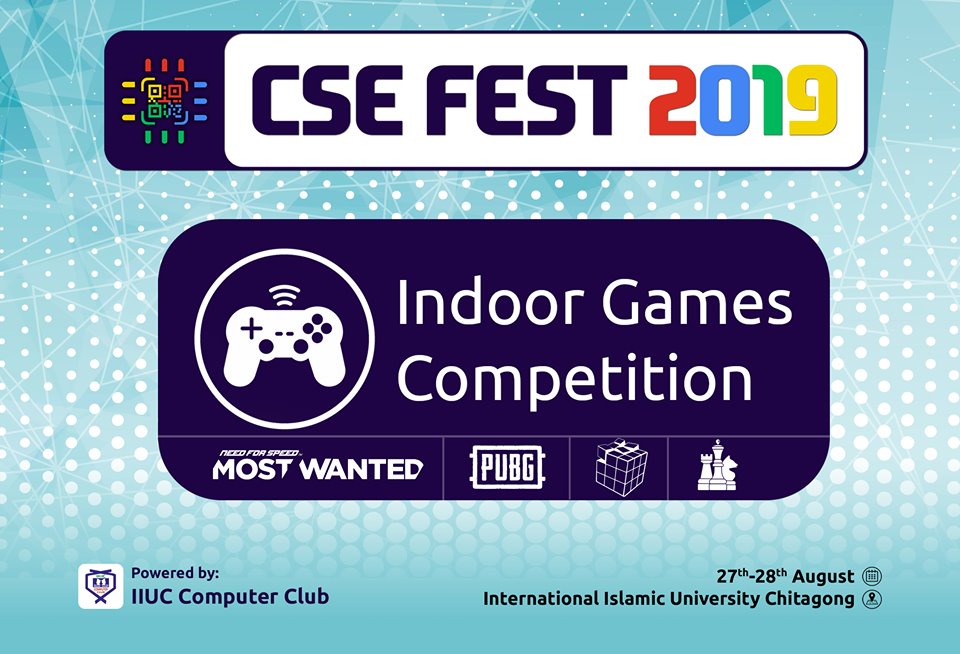 CSE FEST 2019
Indoor Games
Competition
NEED FOR SPEED
MOST WANTED
PUBG
Powered by:
IIUC Computer Club
27th-28th August
International Islamic University Chitagong